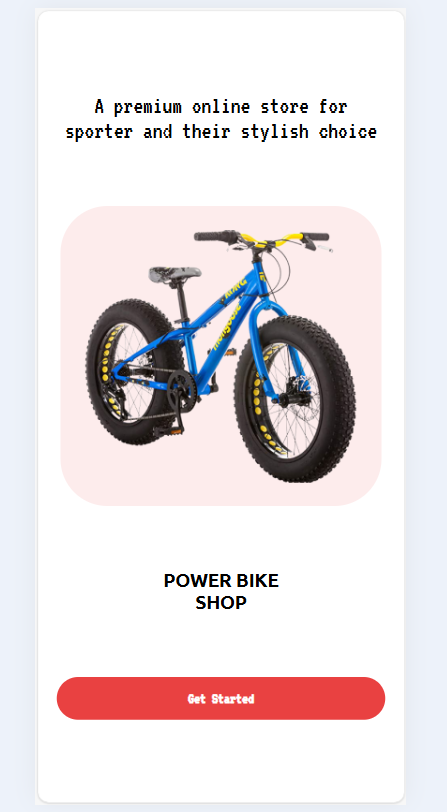 A premium online store for
sporter and their stylish choice
mongoose
POWER BIKE
SHOP
Get Started